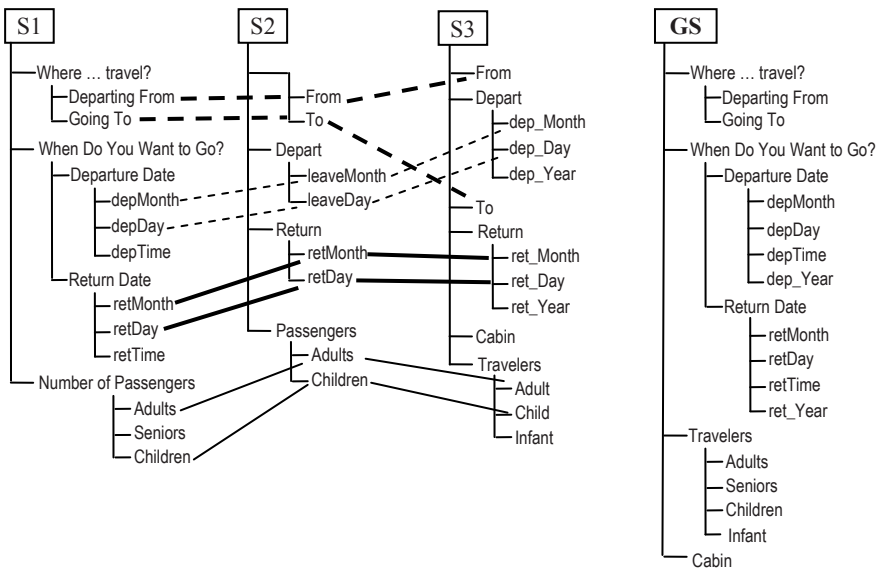 S1
Where ... travel?
Departing From
Going To
When Do You Want to Go?
Departure Date
depMonth
depDay
depTime
Return Date
retMonth
retDay
retTime
Number of Passengers
Adults
Seniors
Children
S2
From
To
Depart
leaveMonth
leaveDay
Return
retMonth
retDay
Passengers
Adults
Children
S3
From
Depart
dep_Month
dep_Day
dep_Year
To
Return
ret_Month
ret_Day
ret_Year
Cabin
Travelers
Adult
Child
Infant
GS
Where ... travel?
Departing From
Going To
When Do You Want to Go?
Departure Date
depMonth
depDay
depTime
dep_Year
Return Date
retMonth
retDay
retTime
ret_Year
Travelers
Adults
Seniors
Children
Infant
Cabin